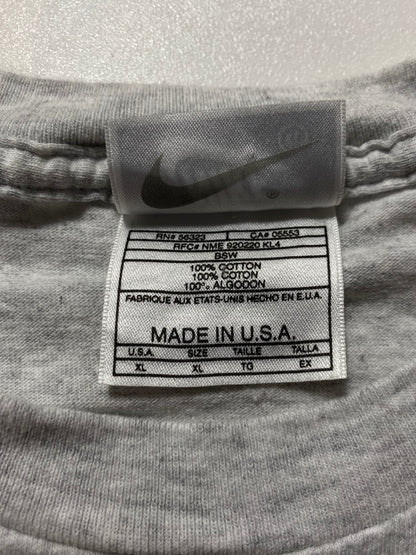 ®
RN# 56323 CA# 05553
RFC# NME 920220 KL4
BSW
100% COTTON
100% COTON
100% ALGODON
FABRIQUE AUX ETATS-UNIS HECHO EN E.U.A.
MADE IN U.S.A.
U.S.A. SIZE TAILLE TALLA
XL XL TG EX